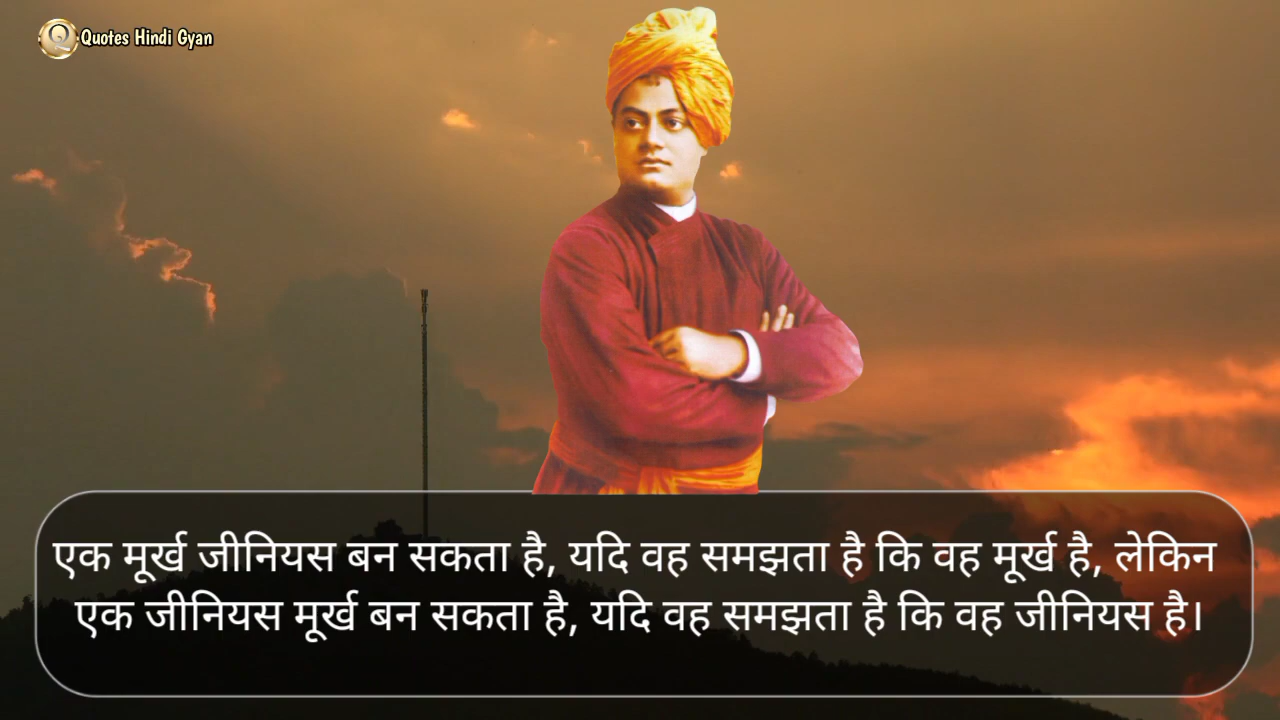 Quotes Hindi Gyan
एक मूर्ख जीनियस बन सकता है, यदि वह समझता है कि वह मूर्ख है, लेकिन
एक जीनियस मूर्ख बन सकता है, यदि वह समझता है कि वह जीनियस है।